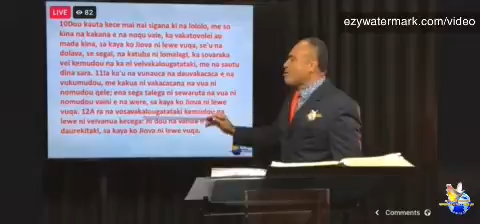 LIVE 82
ezywatermark.com/video
10Dou kauta kece mai nai sigana ki na lololo, me so
kina na kakana e na noqu vale, ka vakatovolei au
mada kina, sa kaya ko Jiova ni lewe vuqa, se'u na
dolava, se segai, na katuba ni lomalagi, ka sovaraka
vei kemudou na ka ni veivakalougatataki, me na sautu
dina sara. 11Ia ka'u na vunauca na dauvakacaca e na
vukumudou, me kakua ni vakacacana na vua ni
nomudou qele; ena sega talega ni sewaruta na vua ni
nomudou vaini e na were, sa kaya ko Jiova ni lewe
vuqa. 12A ra na vosavakalougatataki kemudou na
lewe ni veivanua kecega: ni dou na vanua e
daurekitaki, sa kaya ko Jiova ni lewe vuqa.
Comments